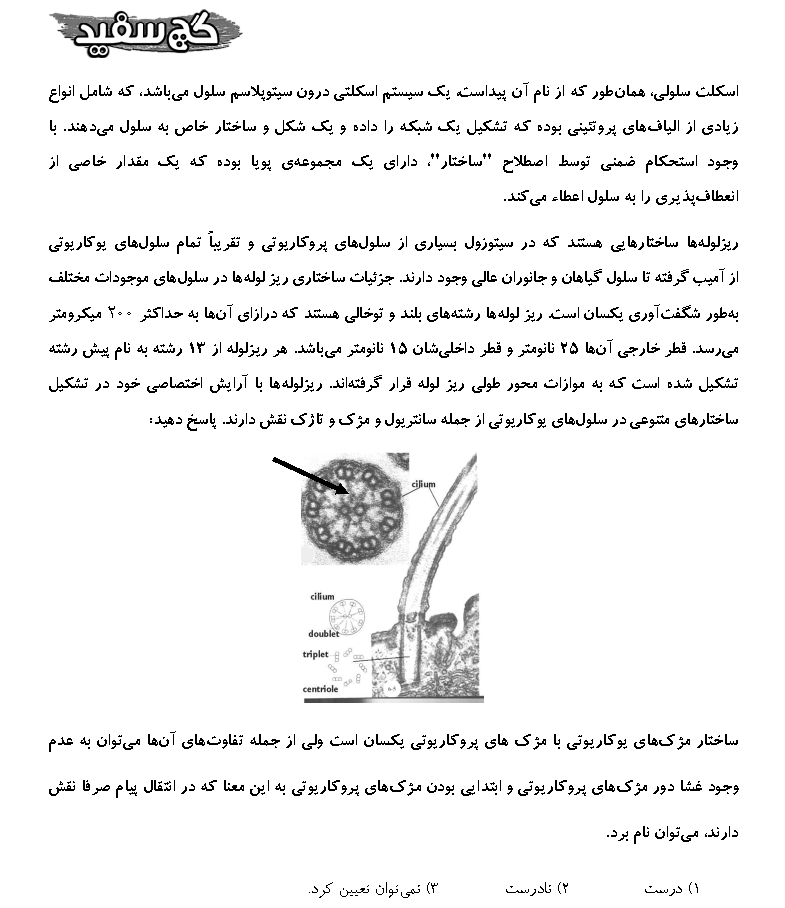 گچ سفید
اسکلت سلولی، همان‌طور که از نام آن پیداست، یک سیستم اسکلتی درون سیتوپلاسم سلول می‌باشد، که شامل انواع
زیادی از الیاف‌های پروتئینی بوده که تشکیل یک شبکه را داده و یک شکل و ساختار خاص به سلول می‌دهند. با
وجود استحکام ضمنی توسط اصطلاح "ساختار"، دارای یک مجموعه‌ی پویا بوده که یک مقدار خاصی از
انعطاف‌پذیری را به سلول اعطاء می‌کند.
ریزلوله‌ها ساختارهایی هستند که در سیتوزول بسیاری از سلول‌های پروکاریوتی و تقریباً تمام سلول‌های یوکاریوتی
از آمیب گرفته تا سلول گیاهان و جانوران عالی وجود دارند. جزئیات ساختاری ریز لوله‌ها در سلول‌های موجودات مختلف
به‌طور شگفت‌آوری یکسان است. ریز لوله‌ها رشته‌های بلند و توخالی هستند که درازای آن‌ها به حداکثر ۲۰۰ میکرومتر
می‌رسد. قطر خارجی آن‌ها ۲۵ نانومتر و قطر داخلی‌شان ۱۵ نانومتر می‌باشد. هر ریزلوله از ۱۳ رشته به نام پیش رشته
تشکیل شده است که به موازات محور طولی ریز لوله قرار گرفته‌اند. ریزلوله‌ها با آرایش اختصاصی خود در تشکیل
ساختارهای متنوعی در سلول‌های یوکاریوتی از جمله سانتریول و مژک و تاژک نقش دارند. پاسخ دهید:
cilium
cilium
doublet
triplet
centriole
ساختار مژک‌های یوکاریوتی با مژک های پروکاریوتی یکسان است ولی از جمله تفاوت‌های آن‌ها می‌توان به عدم
وجود غشا دور مژک‌های پروکاریوتی و ابتدایی بودن مژک‌های پروکاریوتی به این معنا که در انتقال پیام صرفا نقش
دارند، می‌توان نام برد.
۱) درست ۲) نادرست ۳) نمی‌توان تعیین کرد.